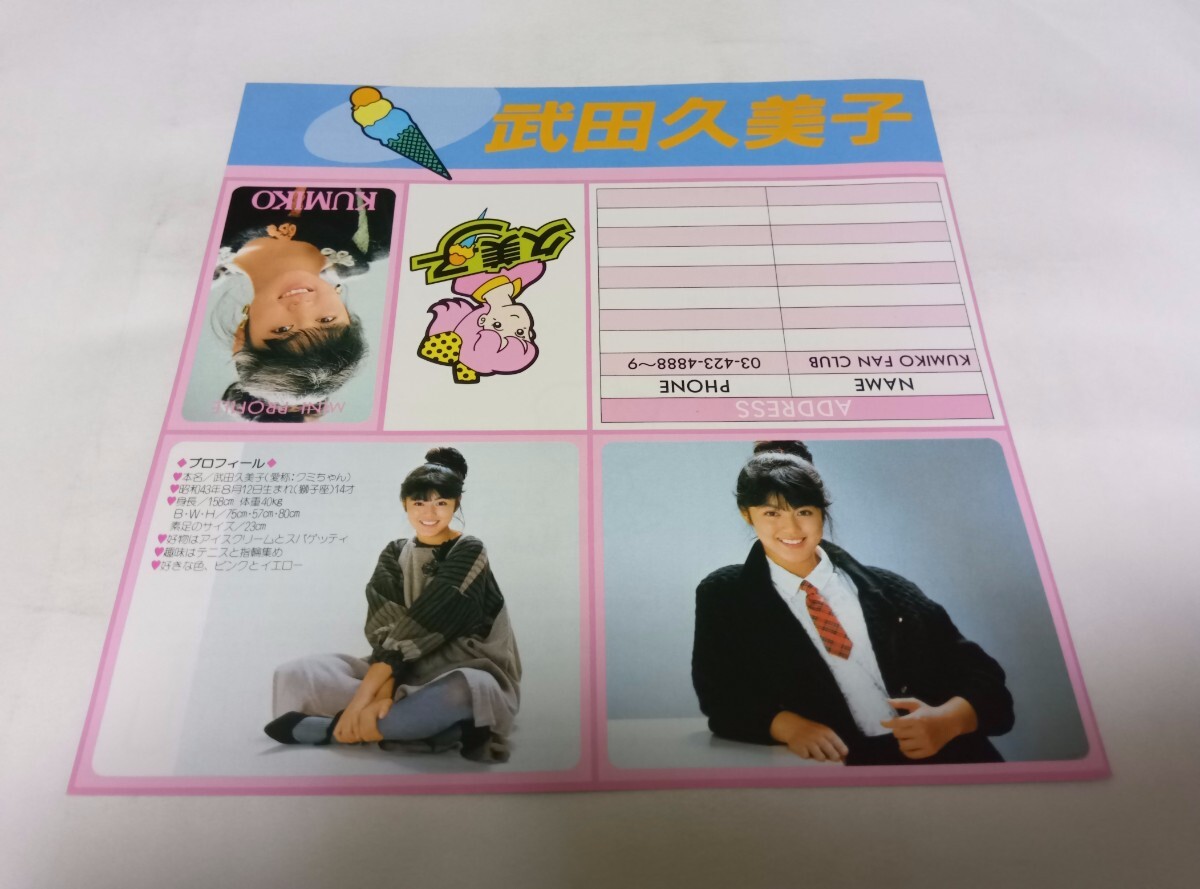 武田久美子
KUMIKO
MINI PROFILE
久美子
ADDRESS
NAME PHONE
KUMIKO FAN CLUB 03-423-4888〜9
◆プロフィール◆
♥本名/武田久美子(愛称:クミちゃん)
♥昭和43年8月12日生まれ(獅子座)14才
♥身長/158cm 体重40kg
B・W・H/75cm・57cm・80cm
素足のサイズ/23cm
♥好物はアイスクリームとスパゲッティ
♥趣味はテニスと指輪集め
♥好きな色、ピンクとイエロー